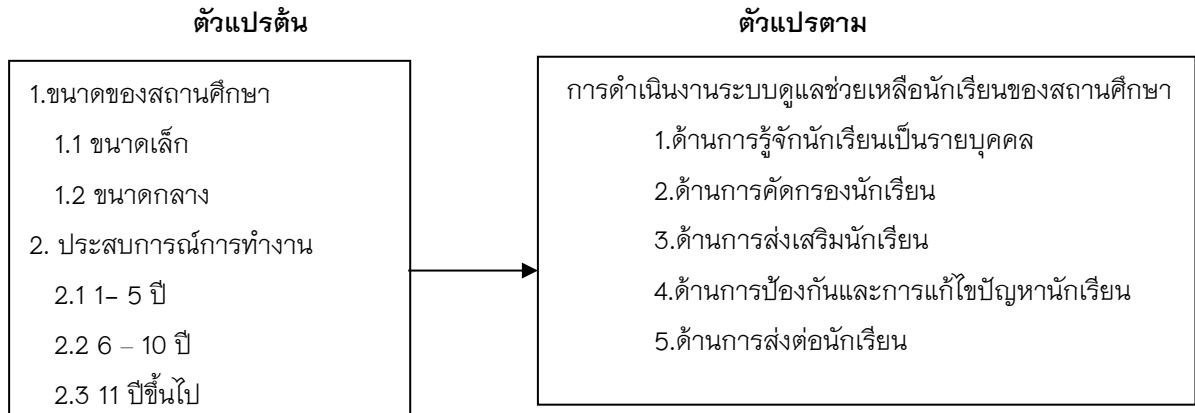 ตัวแปรต้น
ตัวแปรตาม
1.ขนาดของสถานศึกษา
1.1 ขนาดเล็ก
1.2 ขนาดกลาง
2. ประสบการณ์การทำงาน
2.1 1– 5 ปี
2.2 6 – 10 ปี
2.3 11 ปีขึ้นไป
การดำเนินงานระบบดูแลช่วยเหลือนักเรียนของสถานศึกษา
1.ด้านการรู้จักนักเรียนเป็นรายบุคคล
2.ด้านการคัดกรองนักเรียน
3.ด้านการส่งเสริมนักเรียน
4.ด้านการป้องกันและการแก้ไขปัญหานักเรียน
5.ด้านการส่งต่อนักเรียน